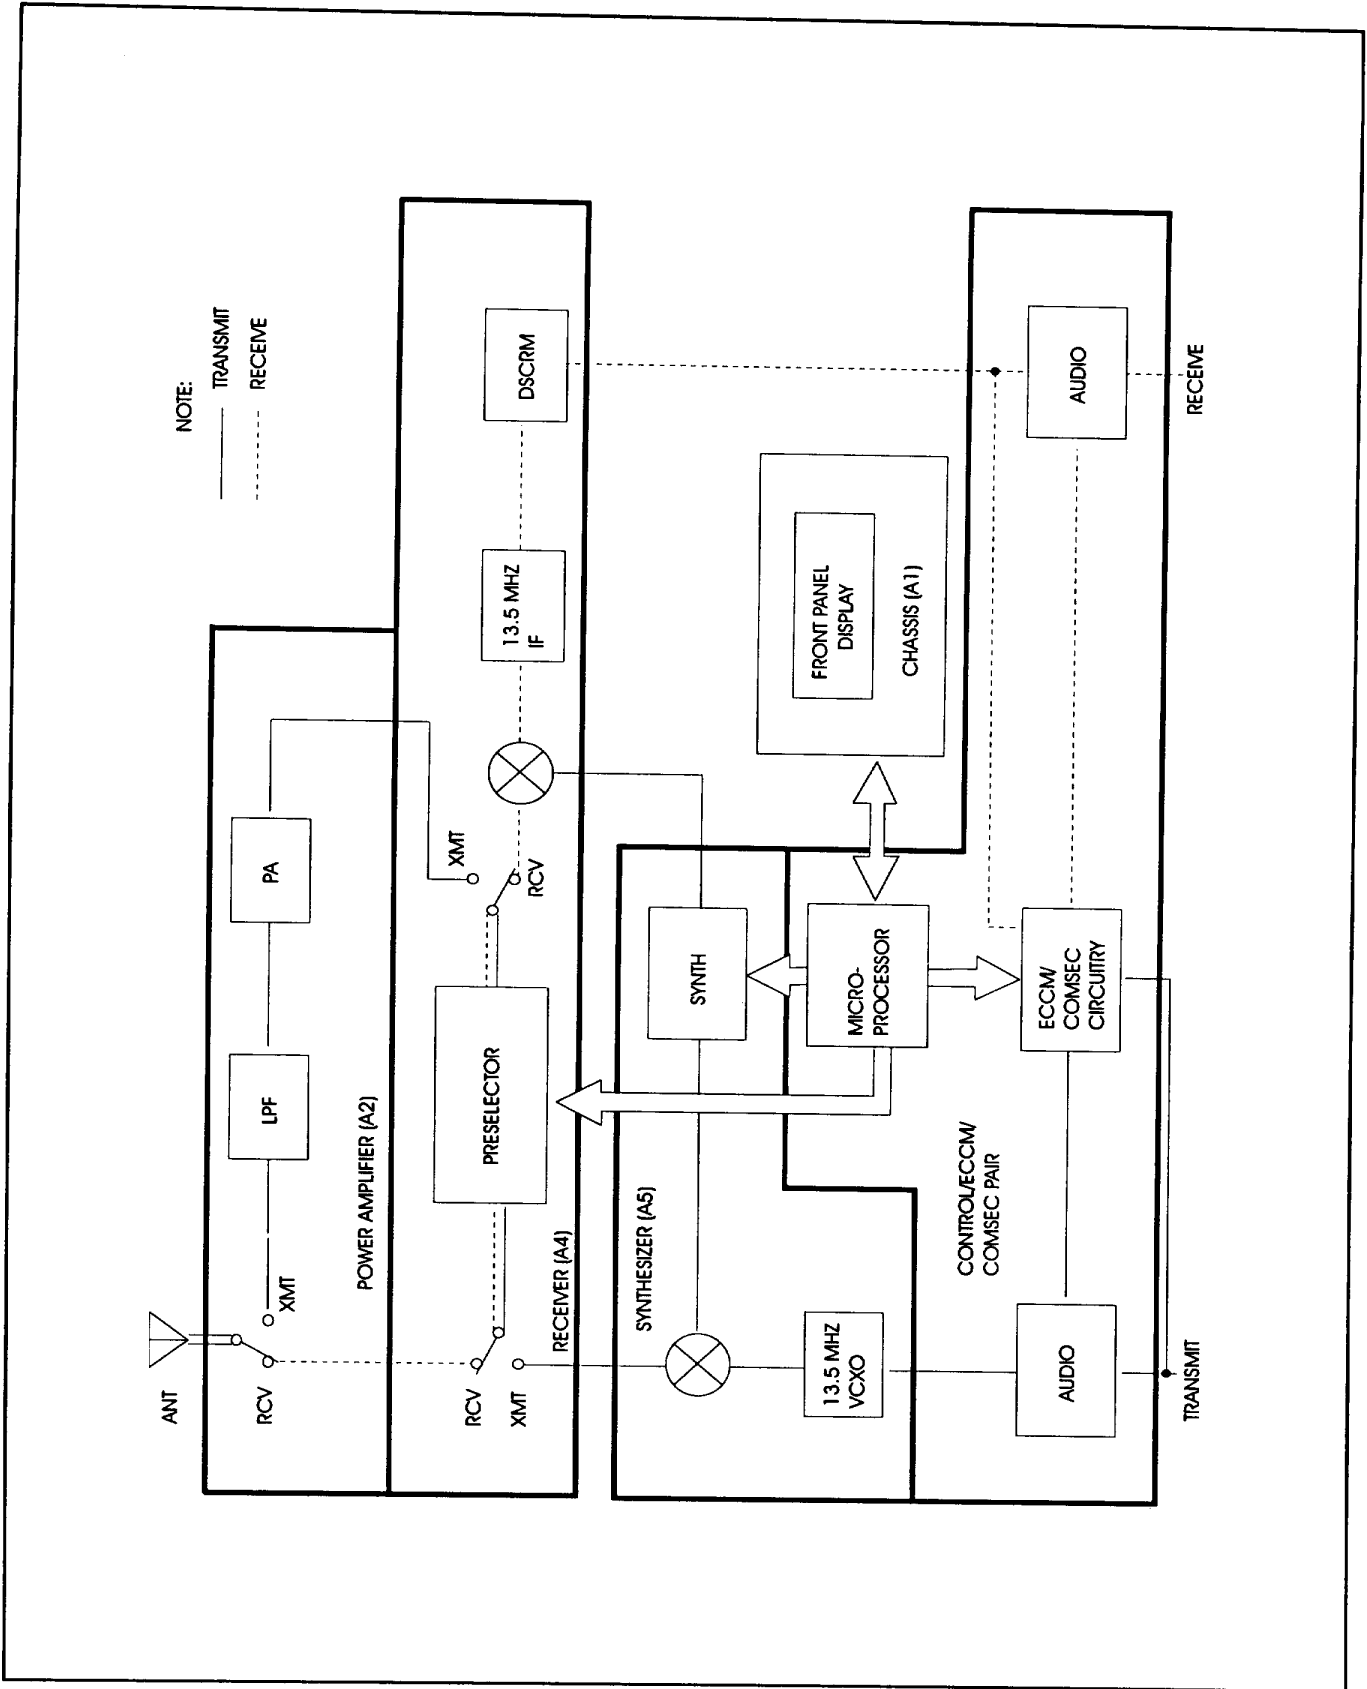 NOTE:
TRANSMIT
RECEIVE
ANT
RCV
XMT
LPF
PA
POWER AMPLIFIER (A2)
RCV
XMT
PRESELECTOR
XMT
RCV
13.5 MHZ
IF
DSCRM
RECEIVER (A4)
SYNTHESIZER (A5)
SYNTH
13.5 MHZ
VCXO
MICRO-
PROCESSOR
FRONT PANEL
DISPLAY
CHASSIS (A1)
CONTROL/ECCM/
COMSEC PAIR
AUDIO
ECCM/
COMSEC
CIRCUITRY
AUDIO
TRANSMIT
RECEIVE